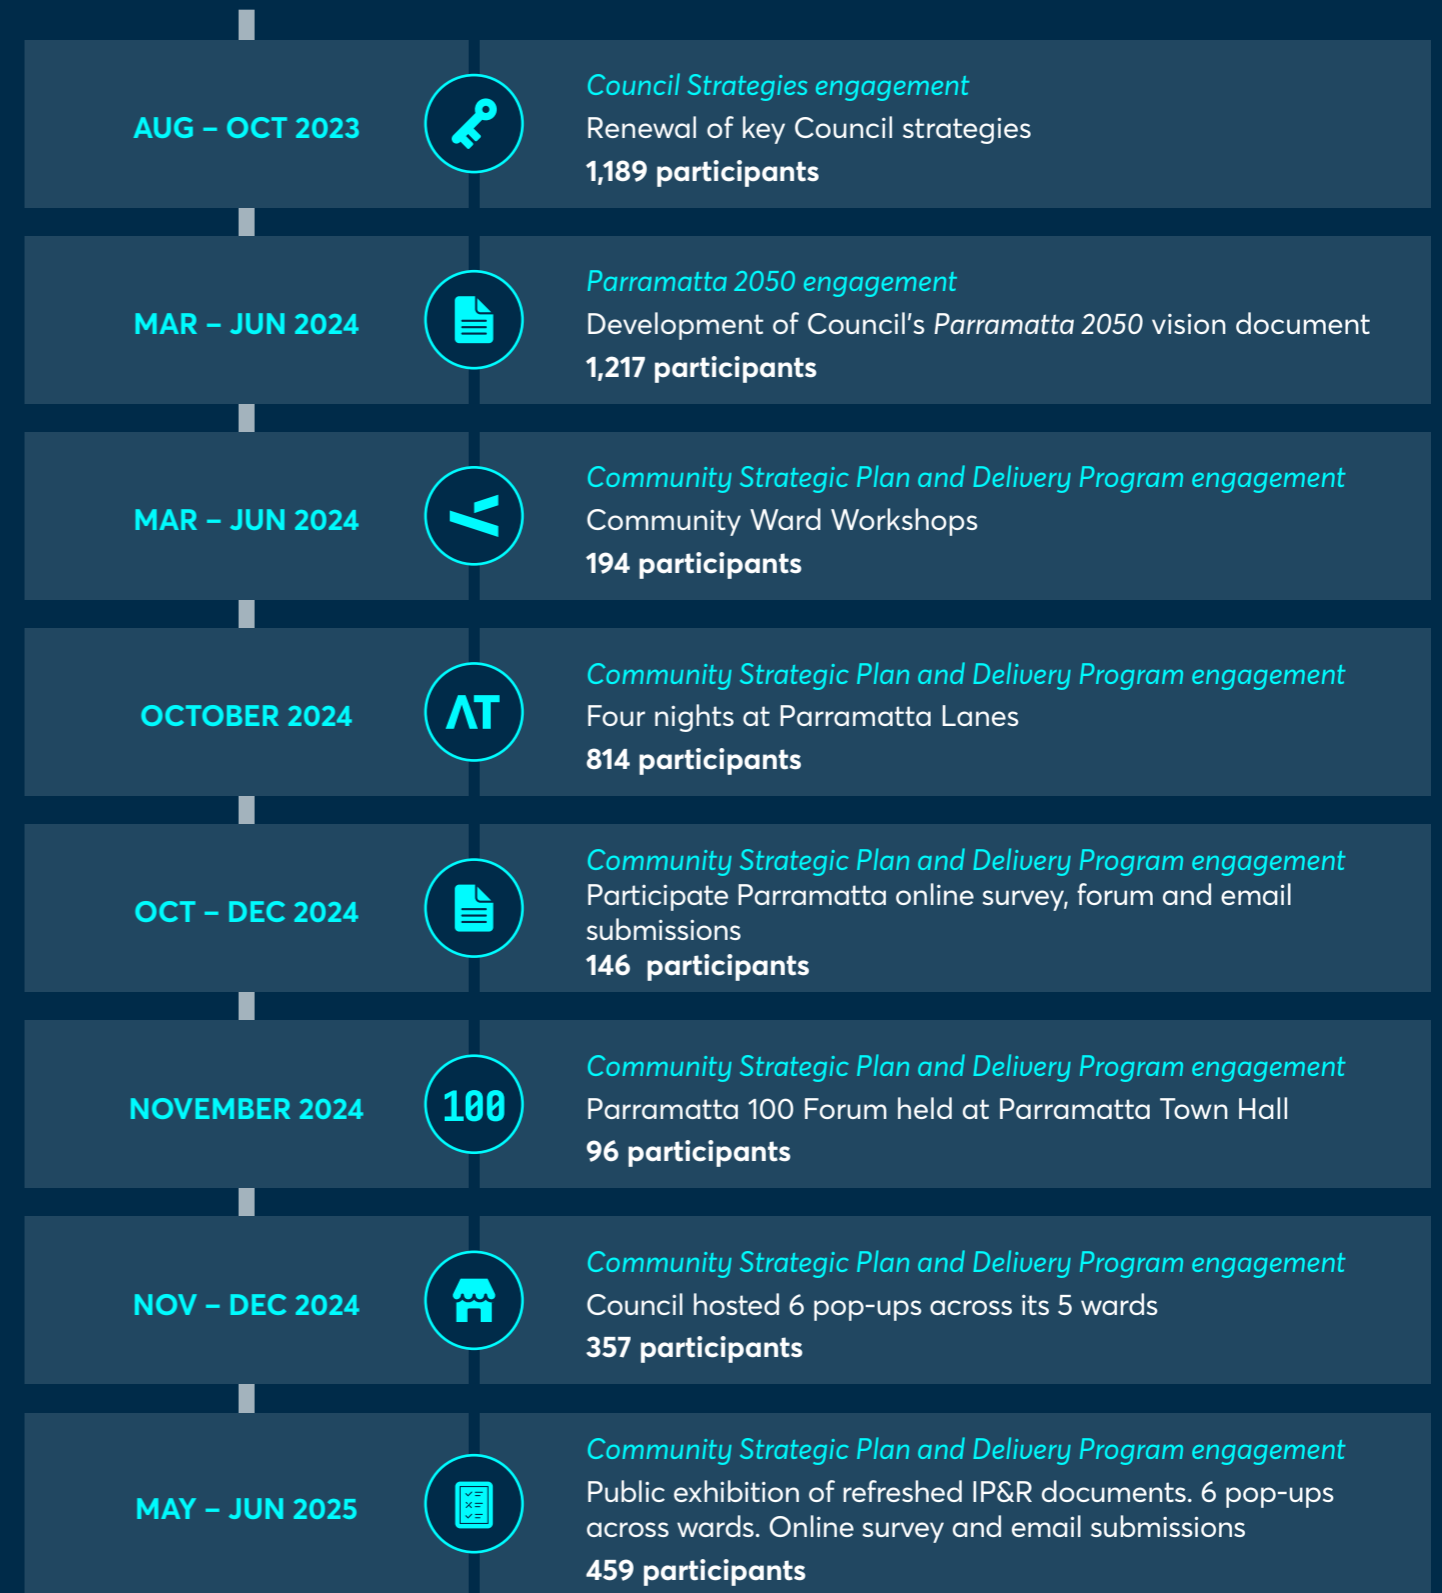 AUG – OCT 2023
Council Strategies engagement
Renewal of key Council strategies
1,189 participants
MAR – JUN 2024
Parramatta 2050 engagement
Development of Council’s Parramatta 2050 vision document
1,217 participants
MAR – JUN 2024
Community Strategic Plan and Delivery Program engagement
Community Ward Workshops
194 participants
OCTOBER 2024
AT
Community Strategic Plan and Delivery Program engagement
Four nights at Parramatta Lanes
814 participants
OCT – DEC 2024
Community Strategic Plan and Delivery Program engagement
Participate Parramatta online survey, forum and email
submissions
146  participants
NOVEMBER 2024
100
Community Strategic Plan and Delivery Program engagement
Parramatta 100 Forum held at Parramatta Town Hall
96 participants
NOV – DEC 2024
Community Strategic Plan and Delivery Program engagement
Council hosted 6 pop-ups across its 5 wards
357 participants
MAY – JUN 2025
Community Strategic Plan and Delivery Program engagement
Public exhibition of refreshed IP&R documents. 6 pop-ups
across wards. Online survey and email submissions
459 participants